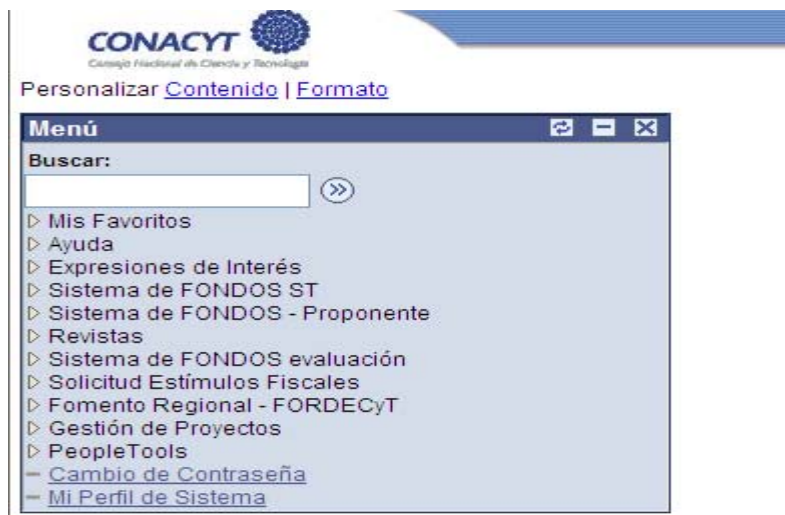 CONACYT
Consejo Nacional de Ciencia y Tecnología
Personalizar Contenido | Formato
Menú
Buscar:
Mis Favoritos
Ayuda
Expresiones de Interés
Sistema de FONDOS ST
Sistema de FONDOS - Proponente
Revistas
Sistema de FONDOS evaluación
Solicitud Estímulos Fiscales
Fomento Regional - FORDECyT
Gestión de Proyectos
PeopleTools
Cambio de Contraseña
Mi Perfil de Sistema